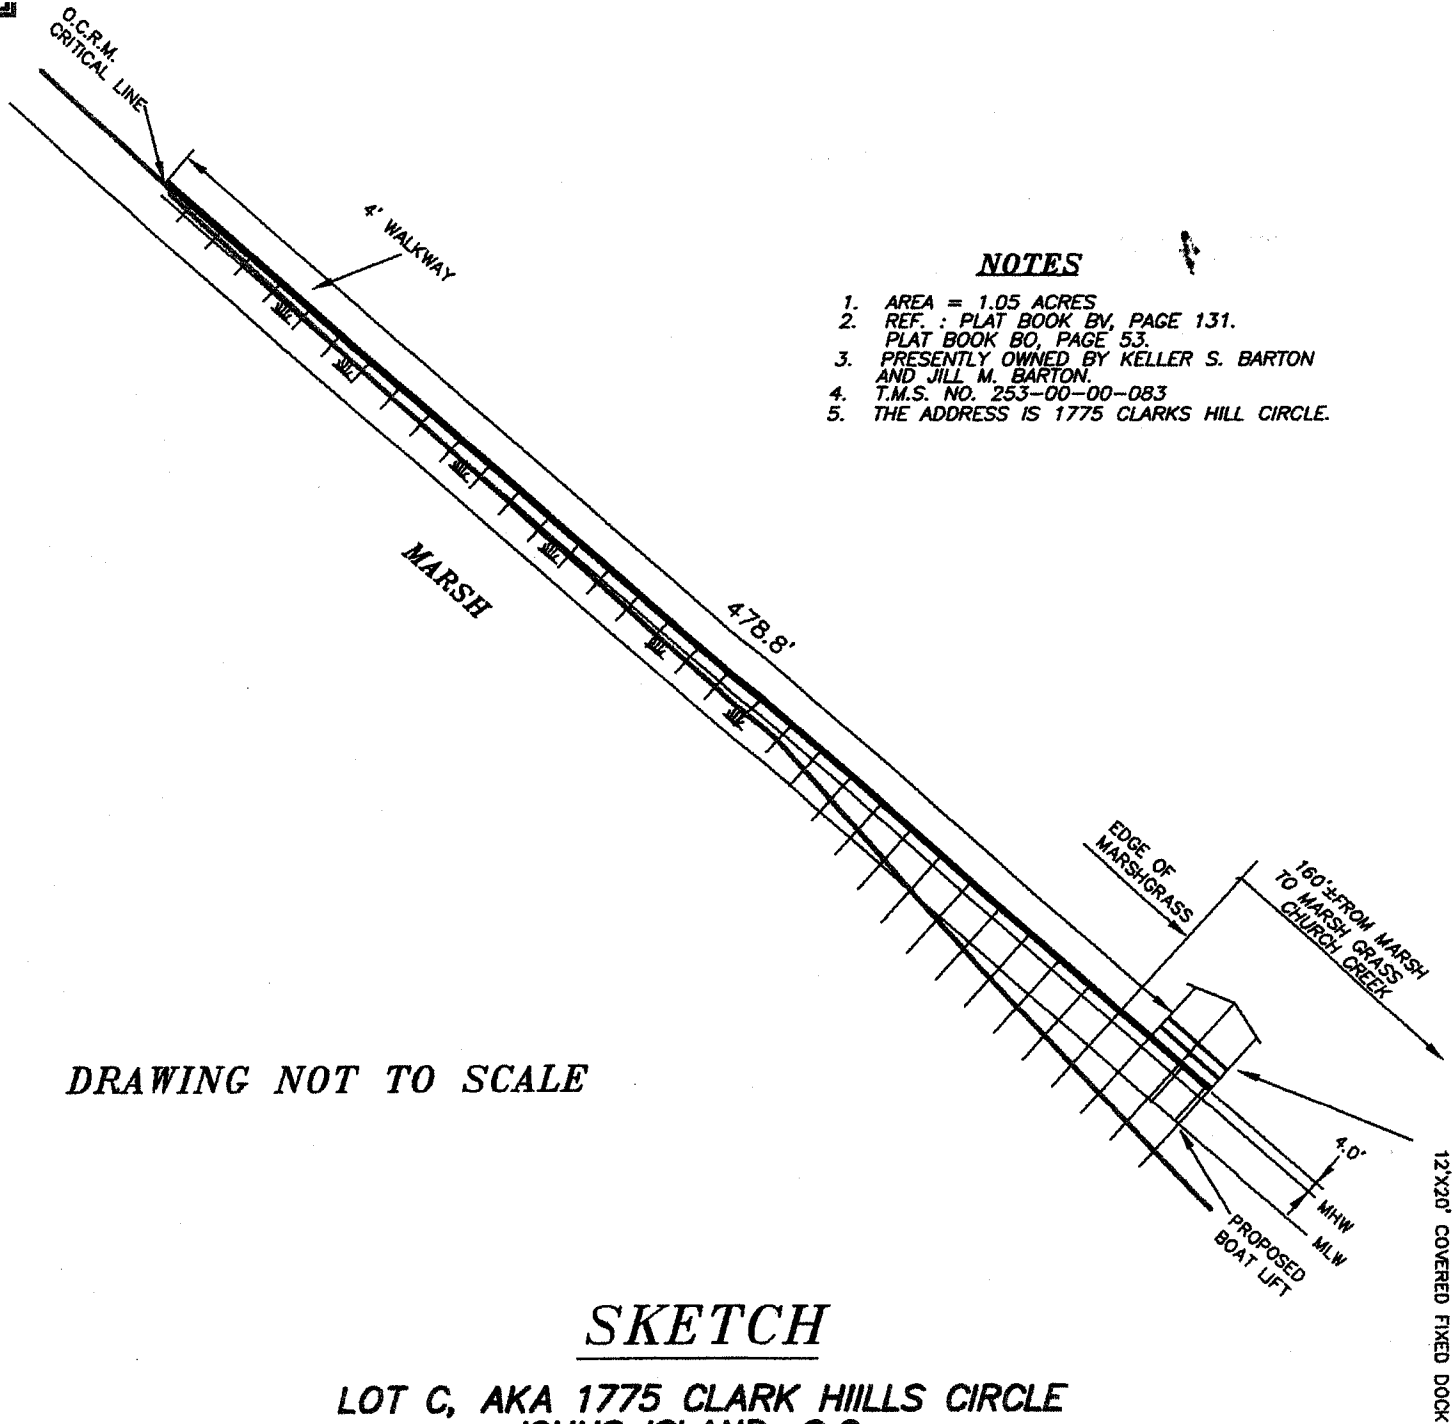 O.C.R.M.
CRITICAL LINE
4' WALKWAY
NOTES
1. AREA = 1.05 ACRES
2. REF. : PLAT BOOK BV, PAGE 131.
PLAT BOOK BO, PAGE 53.
3. PRESENTLY OWNED BY KELLER S. BARTON
AND JILL M. BARTON.
4. T.M.S. NO. 253-00-00-083
5. THE ADDRESS IS 1775 CLARKS HILL CIRCLE.
MARSH
478.8'
EDGE OF
MARSHGRASS
160'±FROM MARSH
TO MARSH GRASS
CHURCH CREEK
DRAWING NOT TO SCALE
4.0'
MHW
MLW
PROPOSED
BOAT LIFT
12'X20' COVERED FIXED DOCK
SKETCH
LOT C, AKA 1775 CLARK HIILLS CIRCLE